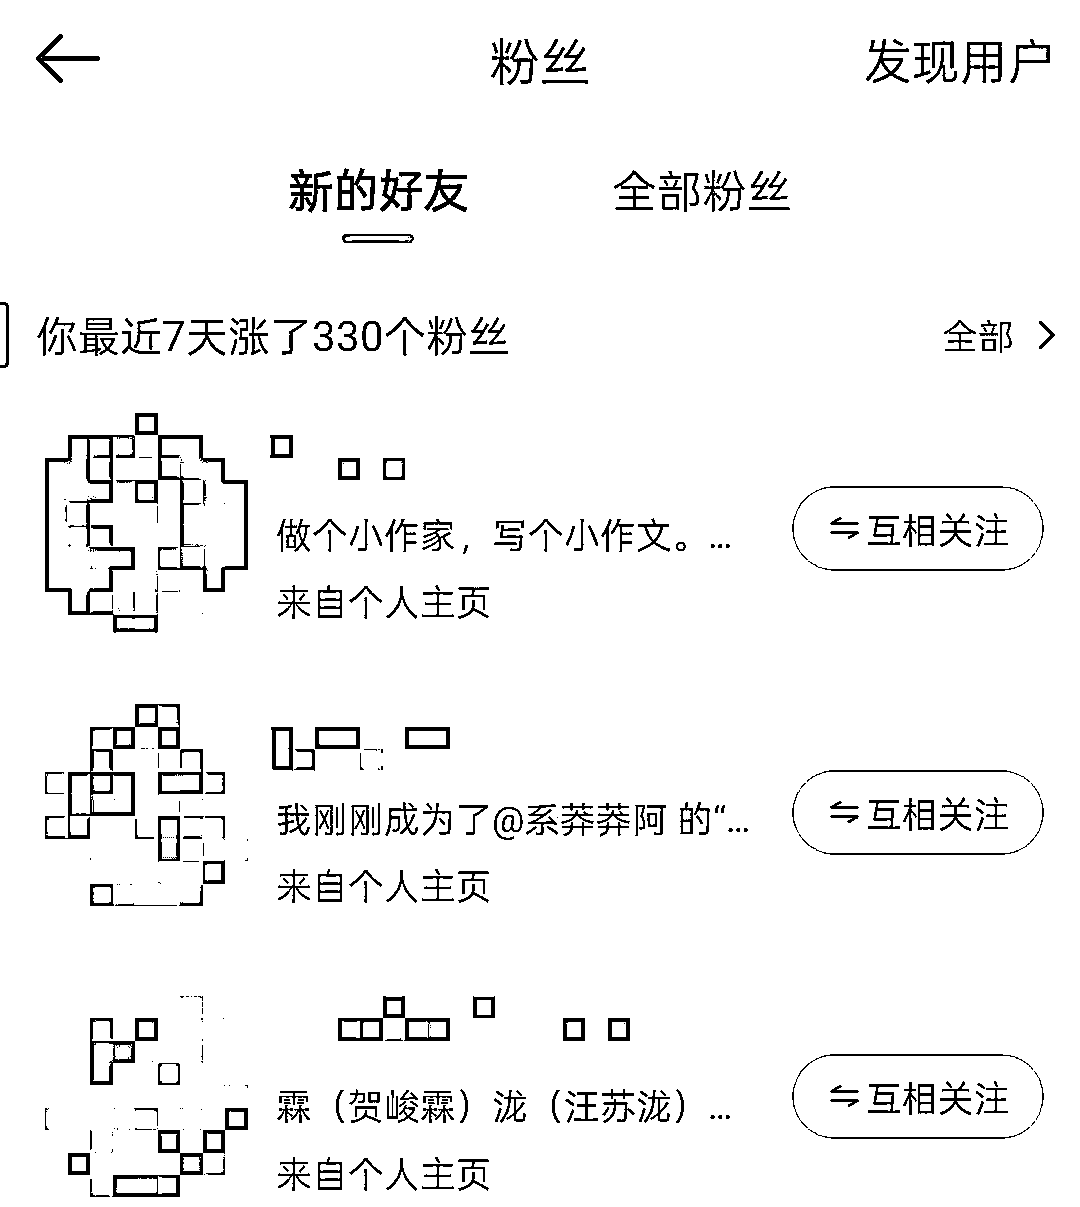 粉丝
发现用户
新的好友
全部粉丝
你最近7天涨了330个粉丝
全部
做个小作家，写个小作文。...
互相关注
来自个人主页
我刚刚成为了@系莽莽阿 的“...
互相关注
来自个人主页
霖（贺峻霖）泷（汪苏泷）...
互相关注
来自个人主页